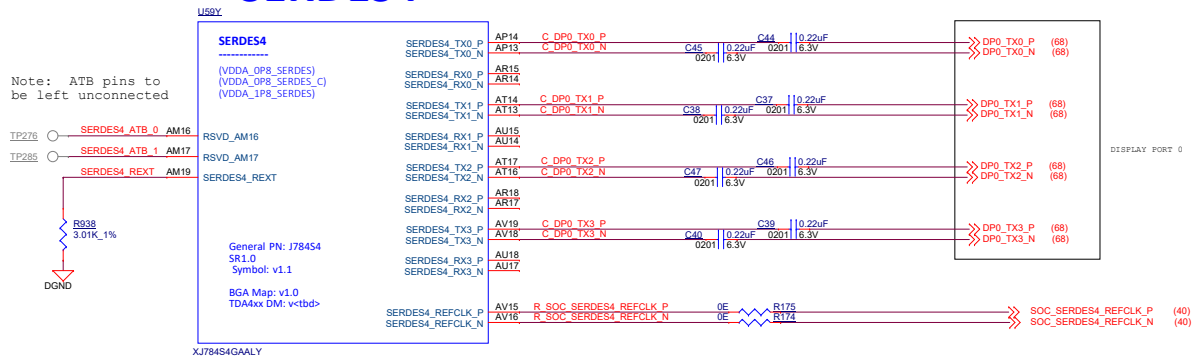 U59Y
SERDES4
------------
(VDDA_0P8_SERDES)
(VDDA_0P8_SERDES_C)
(VDDA_1P8_SERDES)
Note: ATB pins to
be left unconnected
TP276 SERDES4_ATB_0 AM16 RSVD_AM16
TP285 SERDES4_ATB_1 AM17 RSVD_AM17
SERDES4_REXT AM19 SERDES4_REXT
R938
3.01K_1%
DGND
General PN: J784S4
SR1.0
Symbol: v1.1
BGA Map: v1.0
TDA4xx DM: v<tbd>
XJ784S4GAALY
SERDES4_TX0_P AP14 C_DP0_TX0_P C44 0.22uF DP0_TX0_P (68)
SERDES4_TX0_N AP13 C_DP0_TX0_N C45 0.22uF 0201 6.3V DP0_TX0_N (68)
0201 6.3V
SERDES4_RX0_P AR15
SERDES4_RX0_N AR14
SERDES4_TX1_P AT14 C_DP0_TX1_P C37 0.22uF DP0_TX1_P (68)
SERDES4_TX1_N AT13 C_DP0_TX1_N C38 0.22uF 0201 6.3V DP0_TX1_N (68)
0201 6.3V
SERDES4_RX1_P AU15
SERDES4_RX1_N AU14
DISPLAY PORT 0
SERDES4_TX2_P AT17 C_DP0_TX2_P C46 0.22uF DP0_TX2_P (68)
SERDES4_TX2_N AT16 C_DP0_TX2_N C47 0.22uF 0201 6.3V DP0_TX2_N (68)
0201 6.3V
SERDES4_RX2_P AR18
SERDES4_RX2_N AR17
SERDES4_TX3_P AV19 C_DP0_TX3_P C39 0.22uF DP0_TX3_P (68)
SERDES4_TX3_N AV18 C_DP0_TX3_N C40 0.22uF 0201 6.3V DP0_TX3_N (68)
0201 6.3V
SERDES4_RX3_P AU18
SERDES4_RX3_N AU17
SERDES4_REFCLK_P AV15 R_SOC_SERDES4_REFCLK_P 0E R175 SOC_SERDES4_REFCLK_P (40)
SERDES4_REFCLK_N AV16 R_SOC_SERDES4_REFCLK_N 0E R174 SOC_SERDES4_REFCLK_N (40)